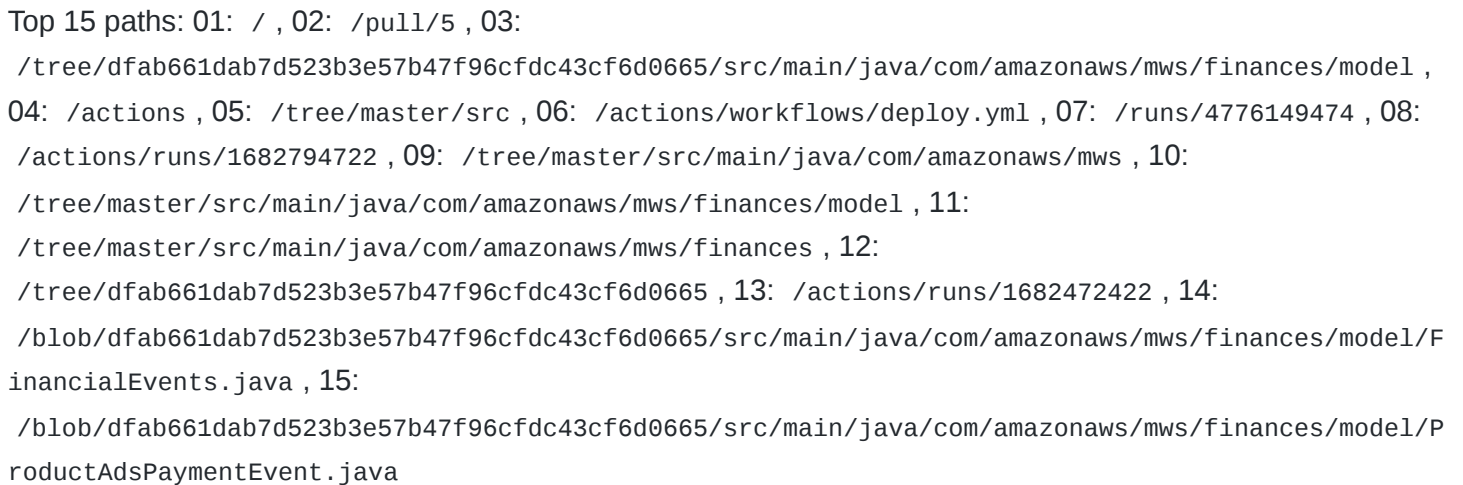 Top 15 paths: 01: / , 02: /pull/5 , 03:
/tree/dfab661dab7d523b3e57b47f96cfdc43cf6d0665/src/main/java/com/amazonaws/mws/finances/model ,
04: /actions , 05: /tree/master/src , 06: /actions/workflows/deploy.yml , 07: /runs/4776149474 , 08:
/actions/runs/1682794722 , 09: /tree/master/src/main/java/com/amazonaws/mws , 10:
/tree/master/src/main/java/com/amazonaws/mws/finances/model , 11:
/tree/master/src/main/java/com/amazonaws/mws/finances , 12:
/tree/dfab661dab7d523b3e57b47f96cfdc43cf6d0665 , 13: /actions/runs/1682472422 , 14:
/blob/dfab661dab7d523b3e57b47f96cfdc43cf6d0665/src/main/java/com/amazonaws/mws/finances/model/F
inancialEvents.java , 15:
/blob/dfab661dab7d523b3e57b47f96cfdc43cf6d0665/src/main/java/com/amazonaws/mws/finances/model/P
roductAdsPaymentEvent.java